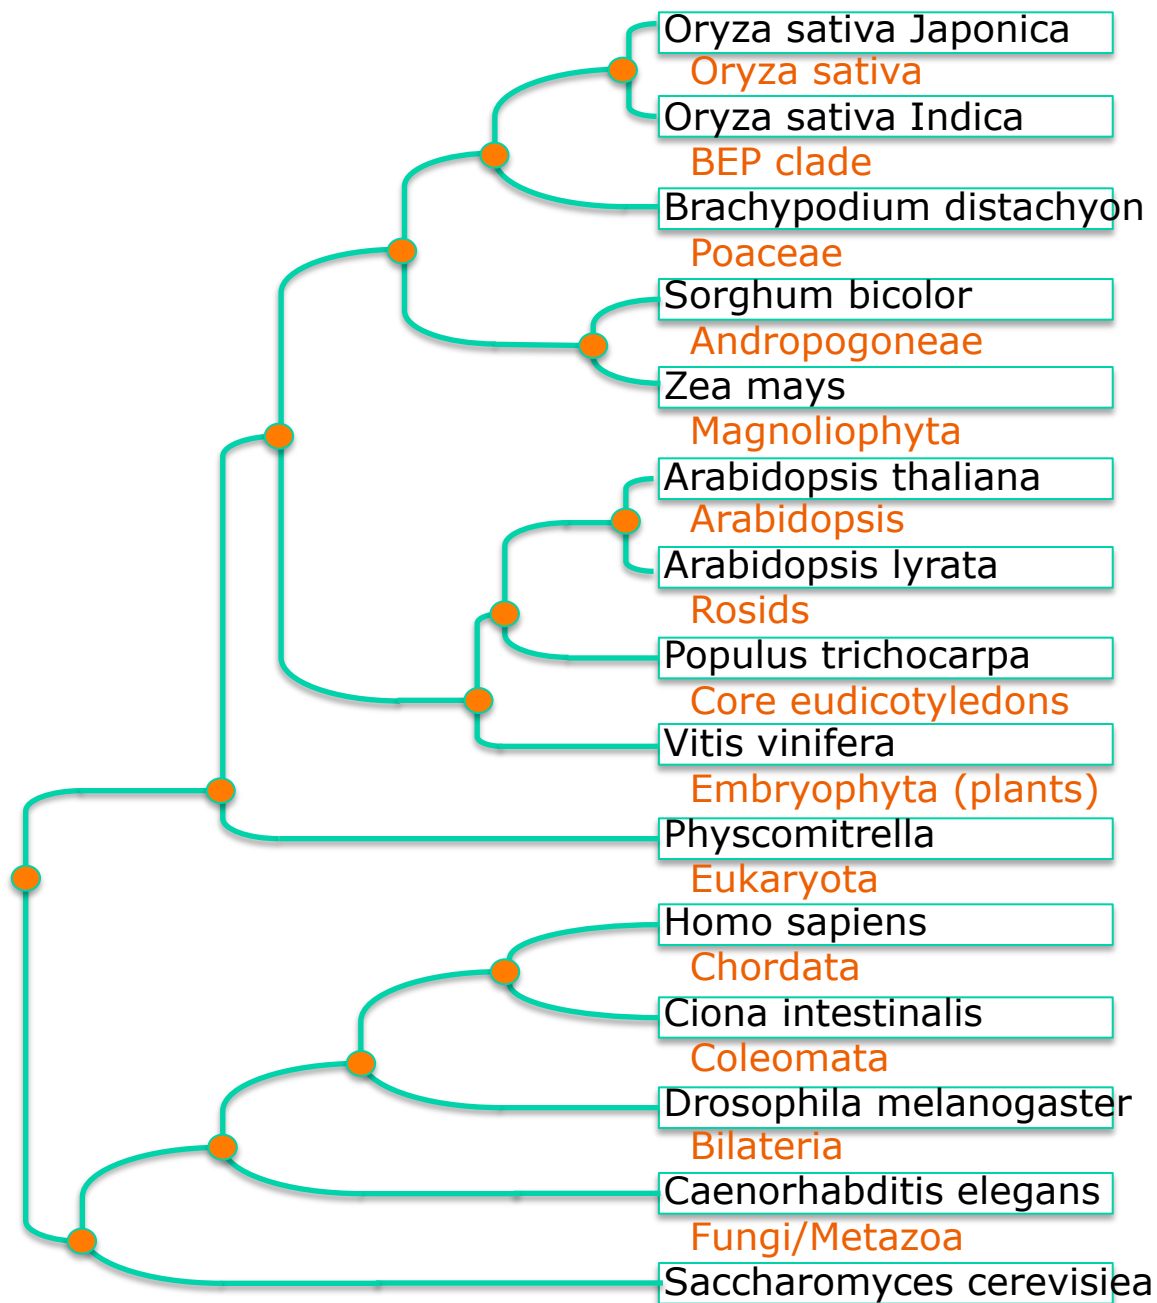 Oryza sativa Japonica
Oryza sativa
Oryza sativa Indica
BEP clade
Brachypodium distachyon
Poaceae
Sorghum bicolor
Andropogoneae
Zea mays
Magnoliophyta
Arabidopsis thaliana
Arabidopsis
Arabidopsis lyrata
Rosids
Populus trichocarpa
Core eudicotyledons
Vitis vinifera
Embryophyta (plants)
Physcomitrella
Eukaryota
Homo sapiens
Chordata
Ciona intestinalis
Coleomata
Drosophila melanogaster
Bilateria
Caenorhabditis elegans
Fungi/Metazoa
Saccharomyces cerevisiea